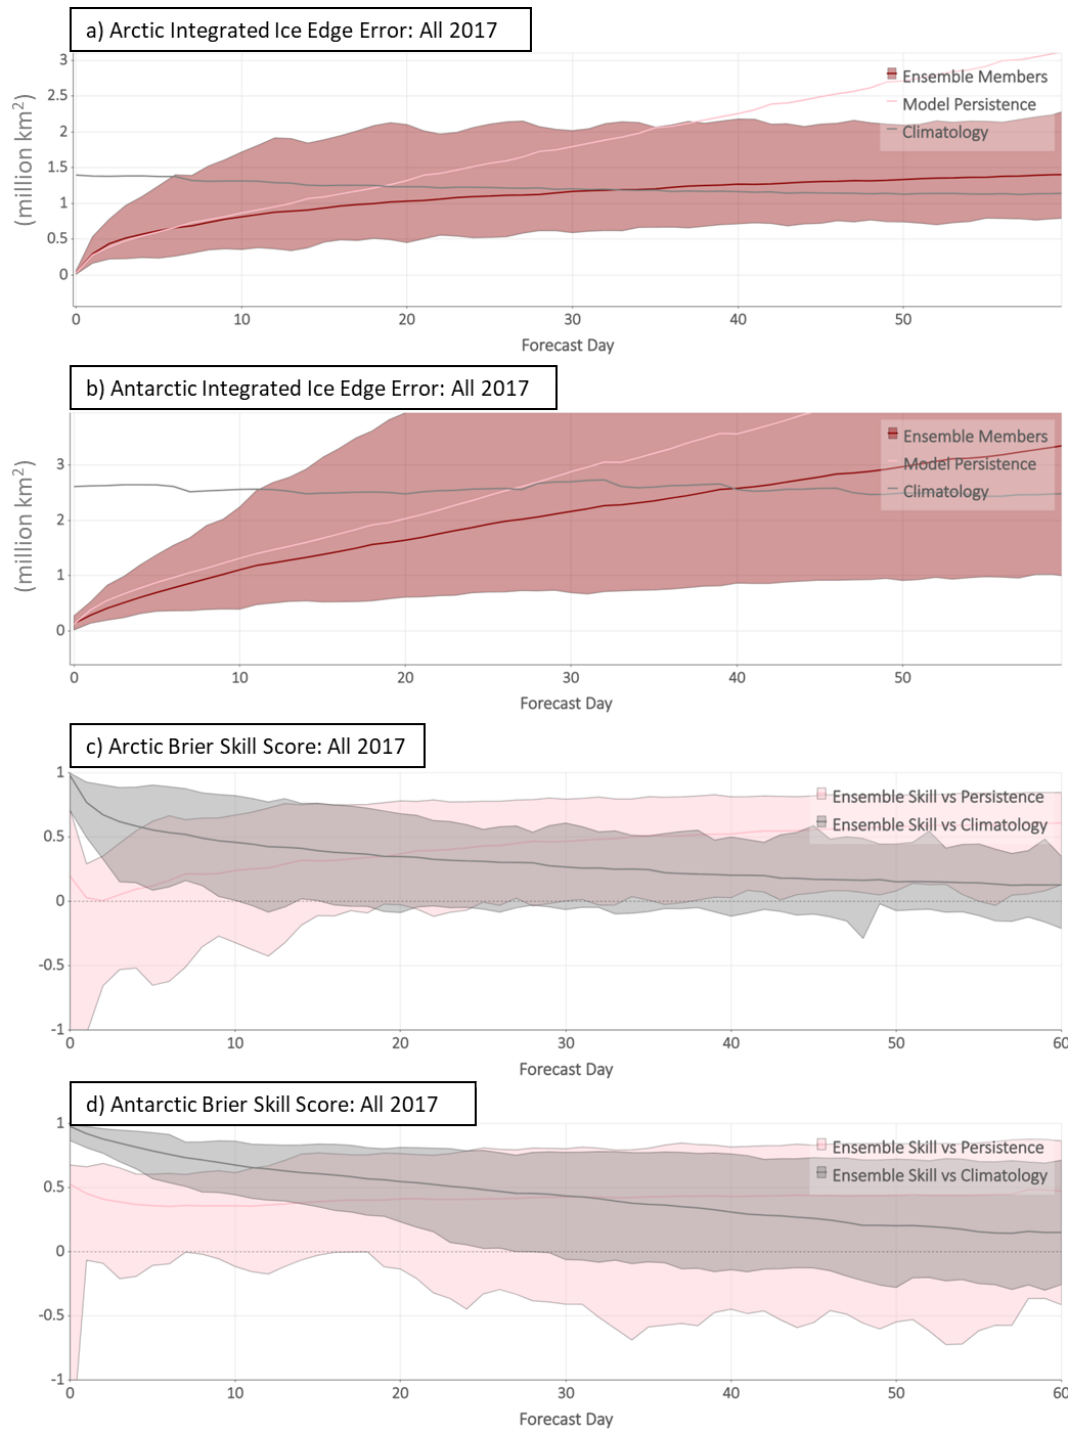 a) Arctic Integrated Ice Edge Error: All 2017
3
2.5
2
1.5
1
0.5
0
(million km²)
Ensemble Members
Model Persistence
Climatology
0 10 20 30 40 50
Forecast Day
b) Antarctic Integrated Ice Edge Error: All 2017
3
2
1
0
(million km²)
Ensemble Members
Model Persistence
Climatology
0 10 20 30 40 50
Forecast Day
c) Arctic Brier Skill Score: All 2017
1
0.5
0
-0.5
-1
Ensemble Skill vs Persistence
Ensemble Skill vs Climatology
0 10 20 30 40 50 60
Forecast Day
d) Antarctic Brier Skill Score: All 2017
1
0.5
0
-0.5
-1
Ensemble Skill vs Persistence
Ensemble Skill vs Climatology
0 10 20 30 40 50 60
Forecast Day